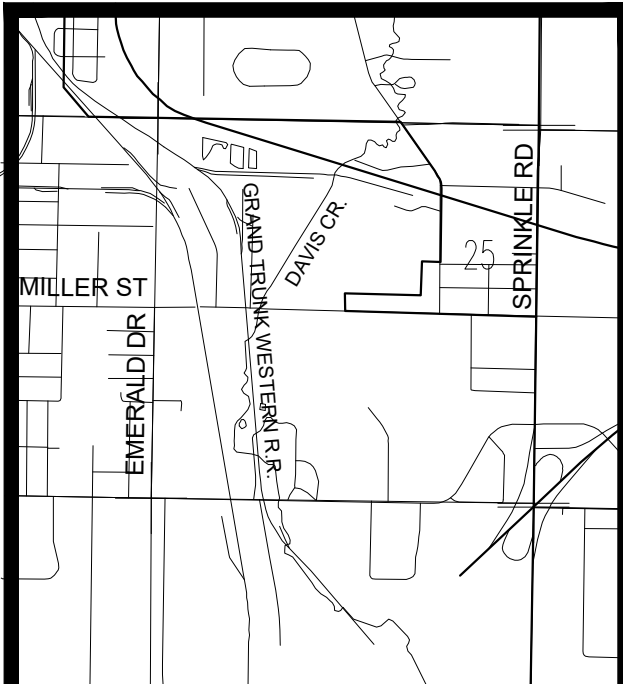 SPRINKLE RD
GRAND TRUNK WESTERN R.R.
DAVIS CR.
25
MILLER ST
EMERALD DR